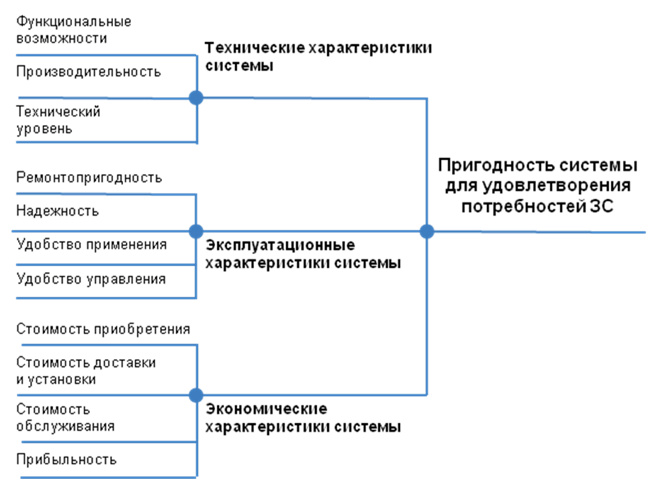 Функциональные
возможности
Технические характеристики
системы
Производительность
Технический
уровень
Пригодность системы
для удовлетворения
потребностей ЗС
Ремонтопригодность
Надежность
Удобство применения
Эксплуатационные
характеристики системы
Удобство управления
Стоимость приобретения
Стоимость доставки
и установки
Стоимость
обслуживания
Экономические
характеристики системы
Прибыльность